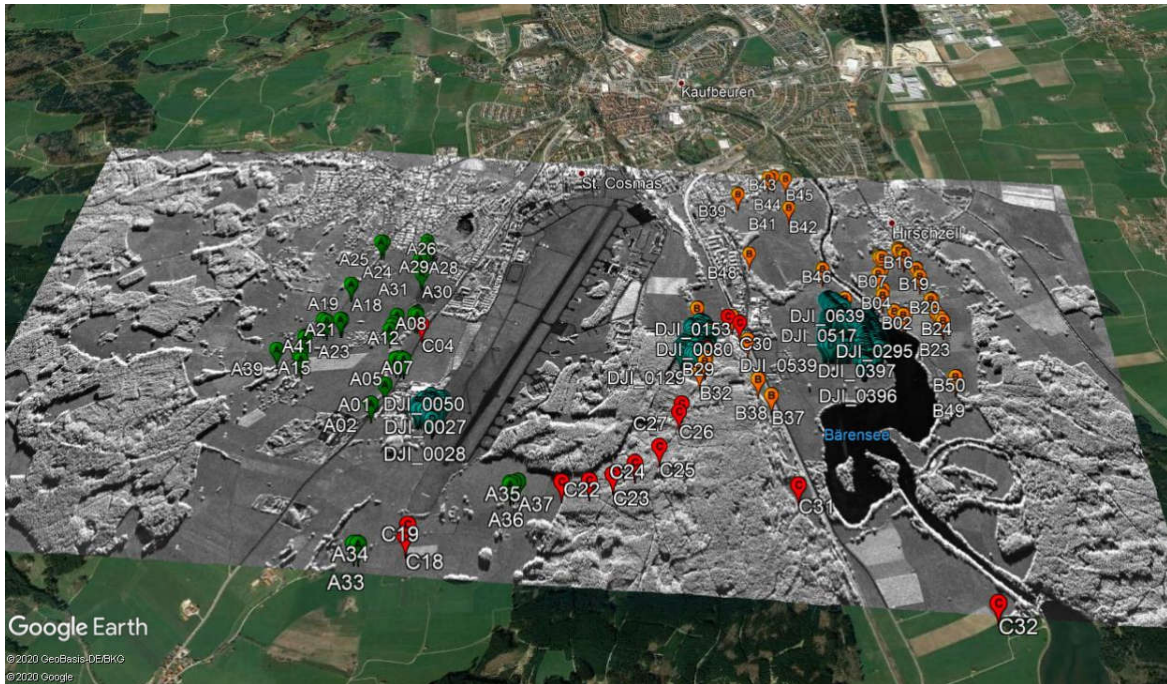 Kaufbeuren
St. Cosmas
B43
B45
B44
B39
B41
B42
Hirschzell
A26
A25
A24
A29
A28
A31
A30
B48
B46
B07
B16
B19
A18
B04
A19
A21
A08
A12
A23
C04
DJI_0153
DJI_0639
B02
B20
C30
DJI_0517
B24
A41
DJI_0080
DJI_0295
B23
A39
A15
A07
B29
DJI_0539
DJI_0397
A05
DJI_0129
B32
B50
DJI_0396
A01
DJI_0050
B38
B37
B49
A02
DJI_0027
C27
C26
Bärensee
DJI_0028
C25
C24
A35
A37
C22
C23
C31
A36
C19
A34
C18
A33
C32
Google Earth
©2020 GeoBasis-DE/BKG
©2020 Google